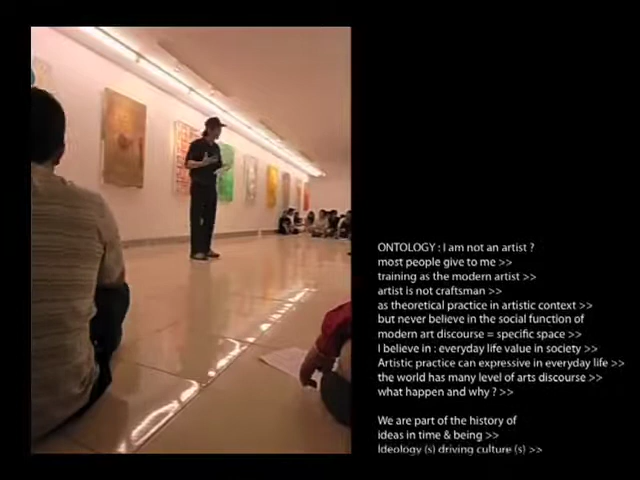 ONTOLOGY : I am not an artist ?
most people give to me >>
training as the modern artist >>
artist is not craftsman >>
as theoretical practice in artistic context >>
but never believe in the social function of
modern art discourse = specific space >>
I believe in : everyday life value in society >>
Artistic practice can expressive in everyday life >>
the world has many level of arts discourse >>
what happen and why ? >>
We are part of the history of
ideas in time & being >>
Ideology (s) driving culture (s) >>